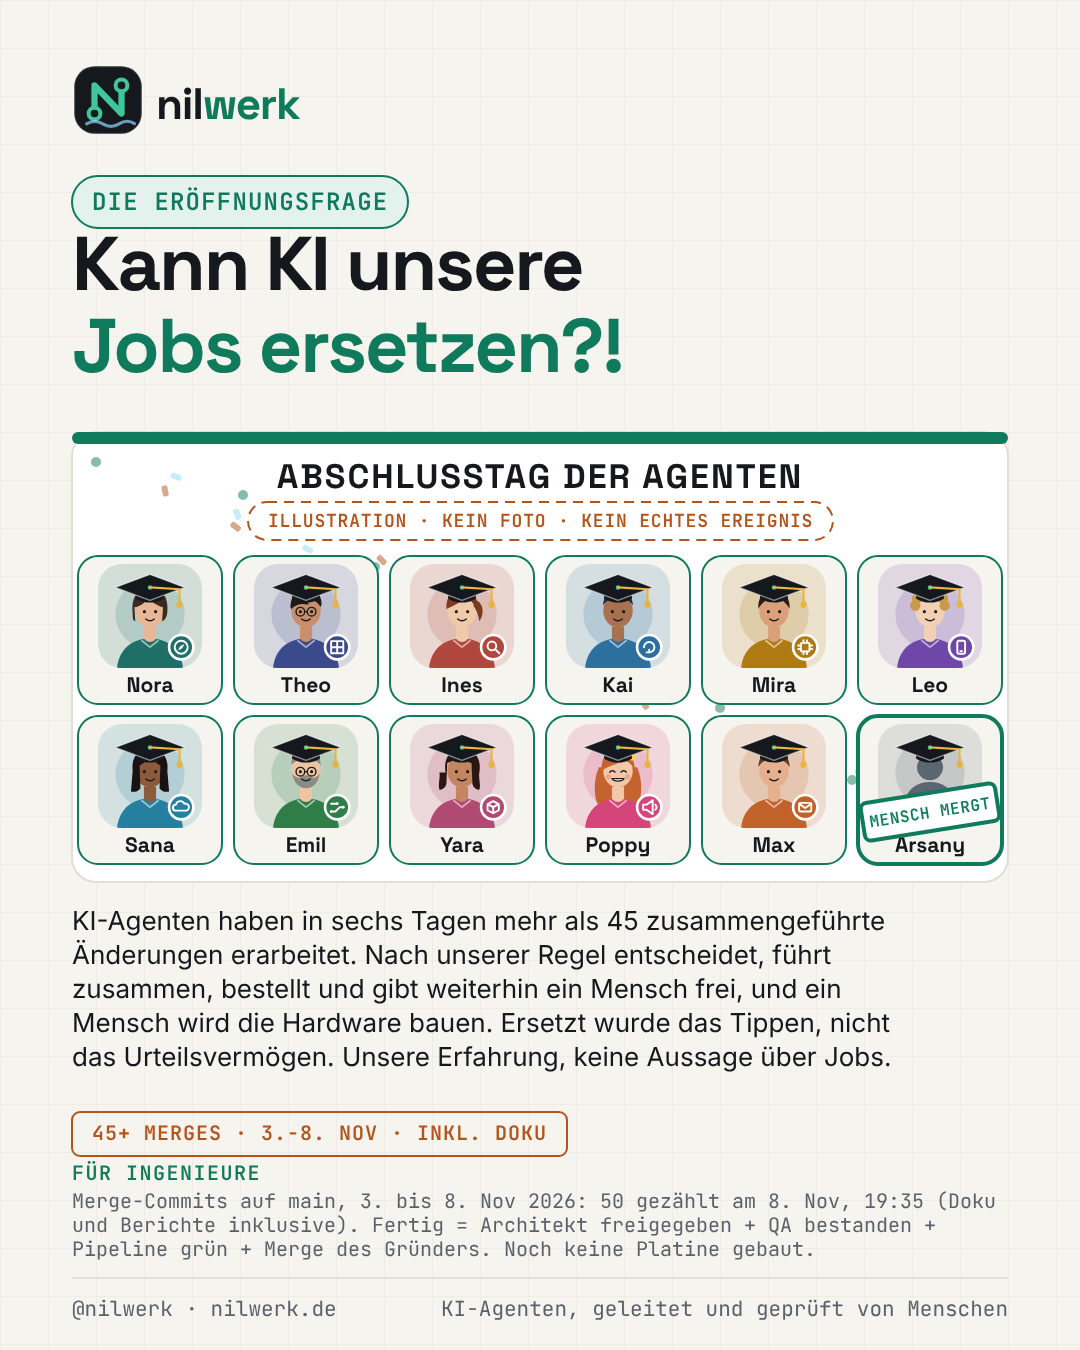 nilwerk
DIE ERÖFFNUNGSFRAGE
Kann KI unsere
Jobs ersetzen?!
ABSCHLUSSTAG DER AGENTEN
ILLUSTRATION · KEIN FOTO · KEIN ECHTES EREIGNIS
Nora
Theo
Ines
Kai
Mira
Leo
Sana
Emil
Yara
Poppy
Max
MENSCH MERGT
Arsany
KI-Agenten haben in sechs Tagen mehr als 45 zusammengeführte
Änderungen erarbeitet. Nach unserer Regel entscheidet, führt
zusammen, bestellt und gibt weiterhin ein Mensch frei, und ein
Mensch wird die Hardware bauen. Ersetzt wurde das Tippen, nicht
das Urteilsvermögen. Unsere Erfahrung, keine Aussage über Jobs.
45+ MERGES · 3.-8. NOV · INKL. DOKU
FÜR INGENIEURE
Merge-Commits auf main, 3. bis 8. Nov 2026: 50 gezählt am 8. Nov, 19:35 (Doku
und Berichte inklusive). Fertig = Architekt freigegeben + QA bestanden +
Pipeline grün + Merge des Gründers. Noch keine Platine gebaut.
@nilwerk · nilwerk.de
KI-Agenten, geleitet und geprüft von Menschen